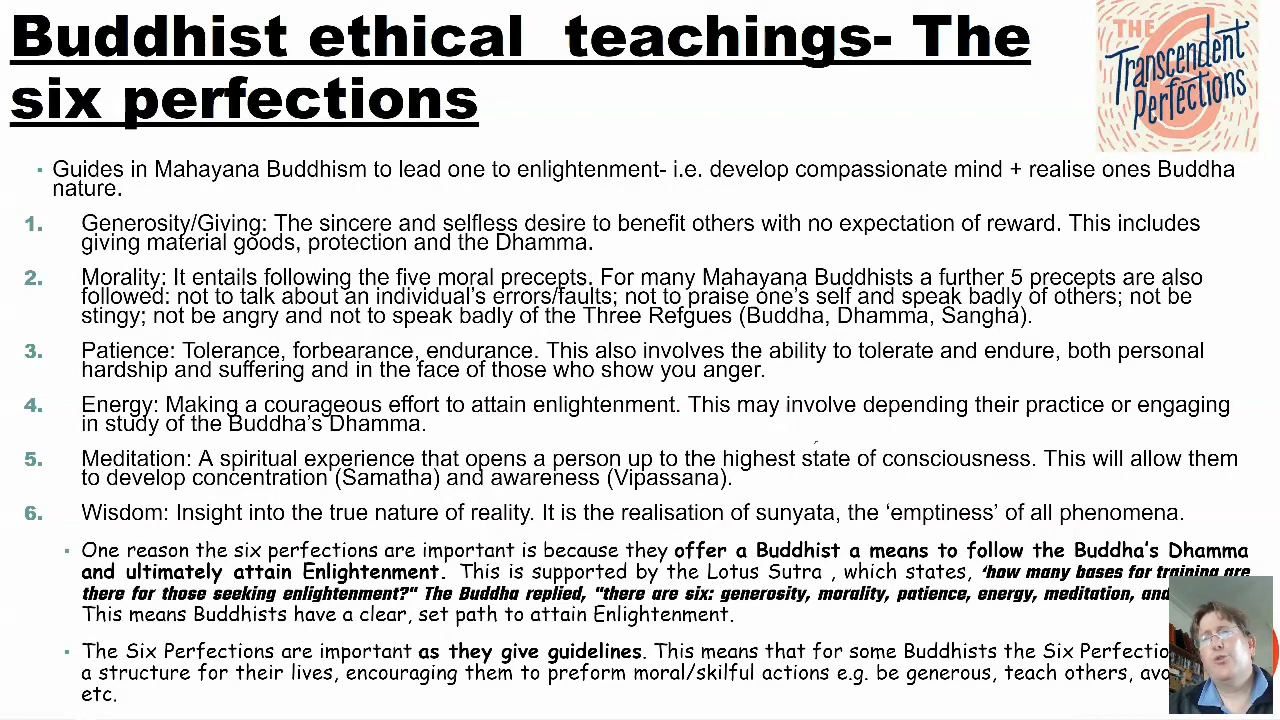 Buddhist ethical  teachings- The
six perfections
THE
Transcendent
Perfections
Guides in Mahayana Buddhism to lead one to enlightenment- i.e. develop compassionate mind + realise ones Buddha
nature.
1. Generosity/Giving: The sincere and selfless desire to benefit others with no expectation of reward. This includes
giving material goods, protection and the Dhamma.
2. Morality: It entails following the five moral precepts. For many Mahayana Buddhists a further 5 precepts are also
followed: not to talk about an individual's errors/faults; not to praise one's self and speak badly of others; not be
stingy; not be angry and not to speak badly of the Three Refgues (Buddha, Dhamma, Sangha).
3. Patience: Tolerance, forbearance, endurance. This also involves the ability to tolerate and endure, both personal
hardship and suffering and in the face of those who show you anger.
4. Energy: Making a courageous effort to attain enlightenment. This may involve depending their practice or engaging
in study of the Buddha's Dhamma.
5. Meditation: A spiritual experience that opens a person up to the highest state of consciousness. This will allow them
to develop concentration (Samatha) and awareness (Vipassana).
6. Wisdom: Insight into the true nature of reality. It is the realisation of sunyata, the 'emptiness' of all phenomena.
One reason the six perfections are important is because they offer a Buddhist a means to follow the Buddha's Dhamma
and ultimately attain Enlightenment. This is supported by the Lotus Sutra , which states, 'how many bases for training are
there for those seeking enlightenment?" The Buddha replied, "there are six: generosity, morality, patience, energy, meditation, and
This means Buddhists have a clear, set path to attain Enlightenment.
The Six Perfections are important as they give guidelines. This means that for some Buddhists the Six
a structure for their lives, encouraging them to preform moral/skilful actions e.g. be generous, teach others,
etc.